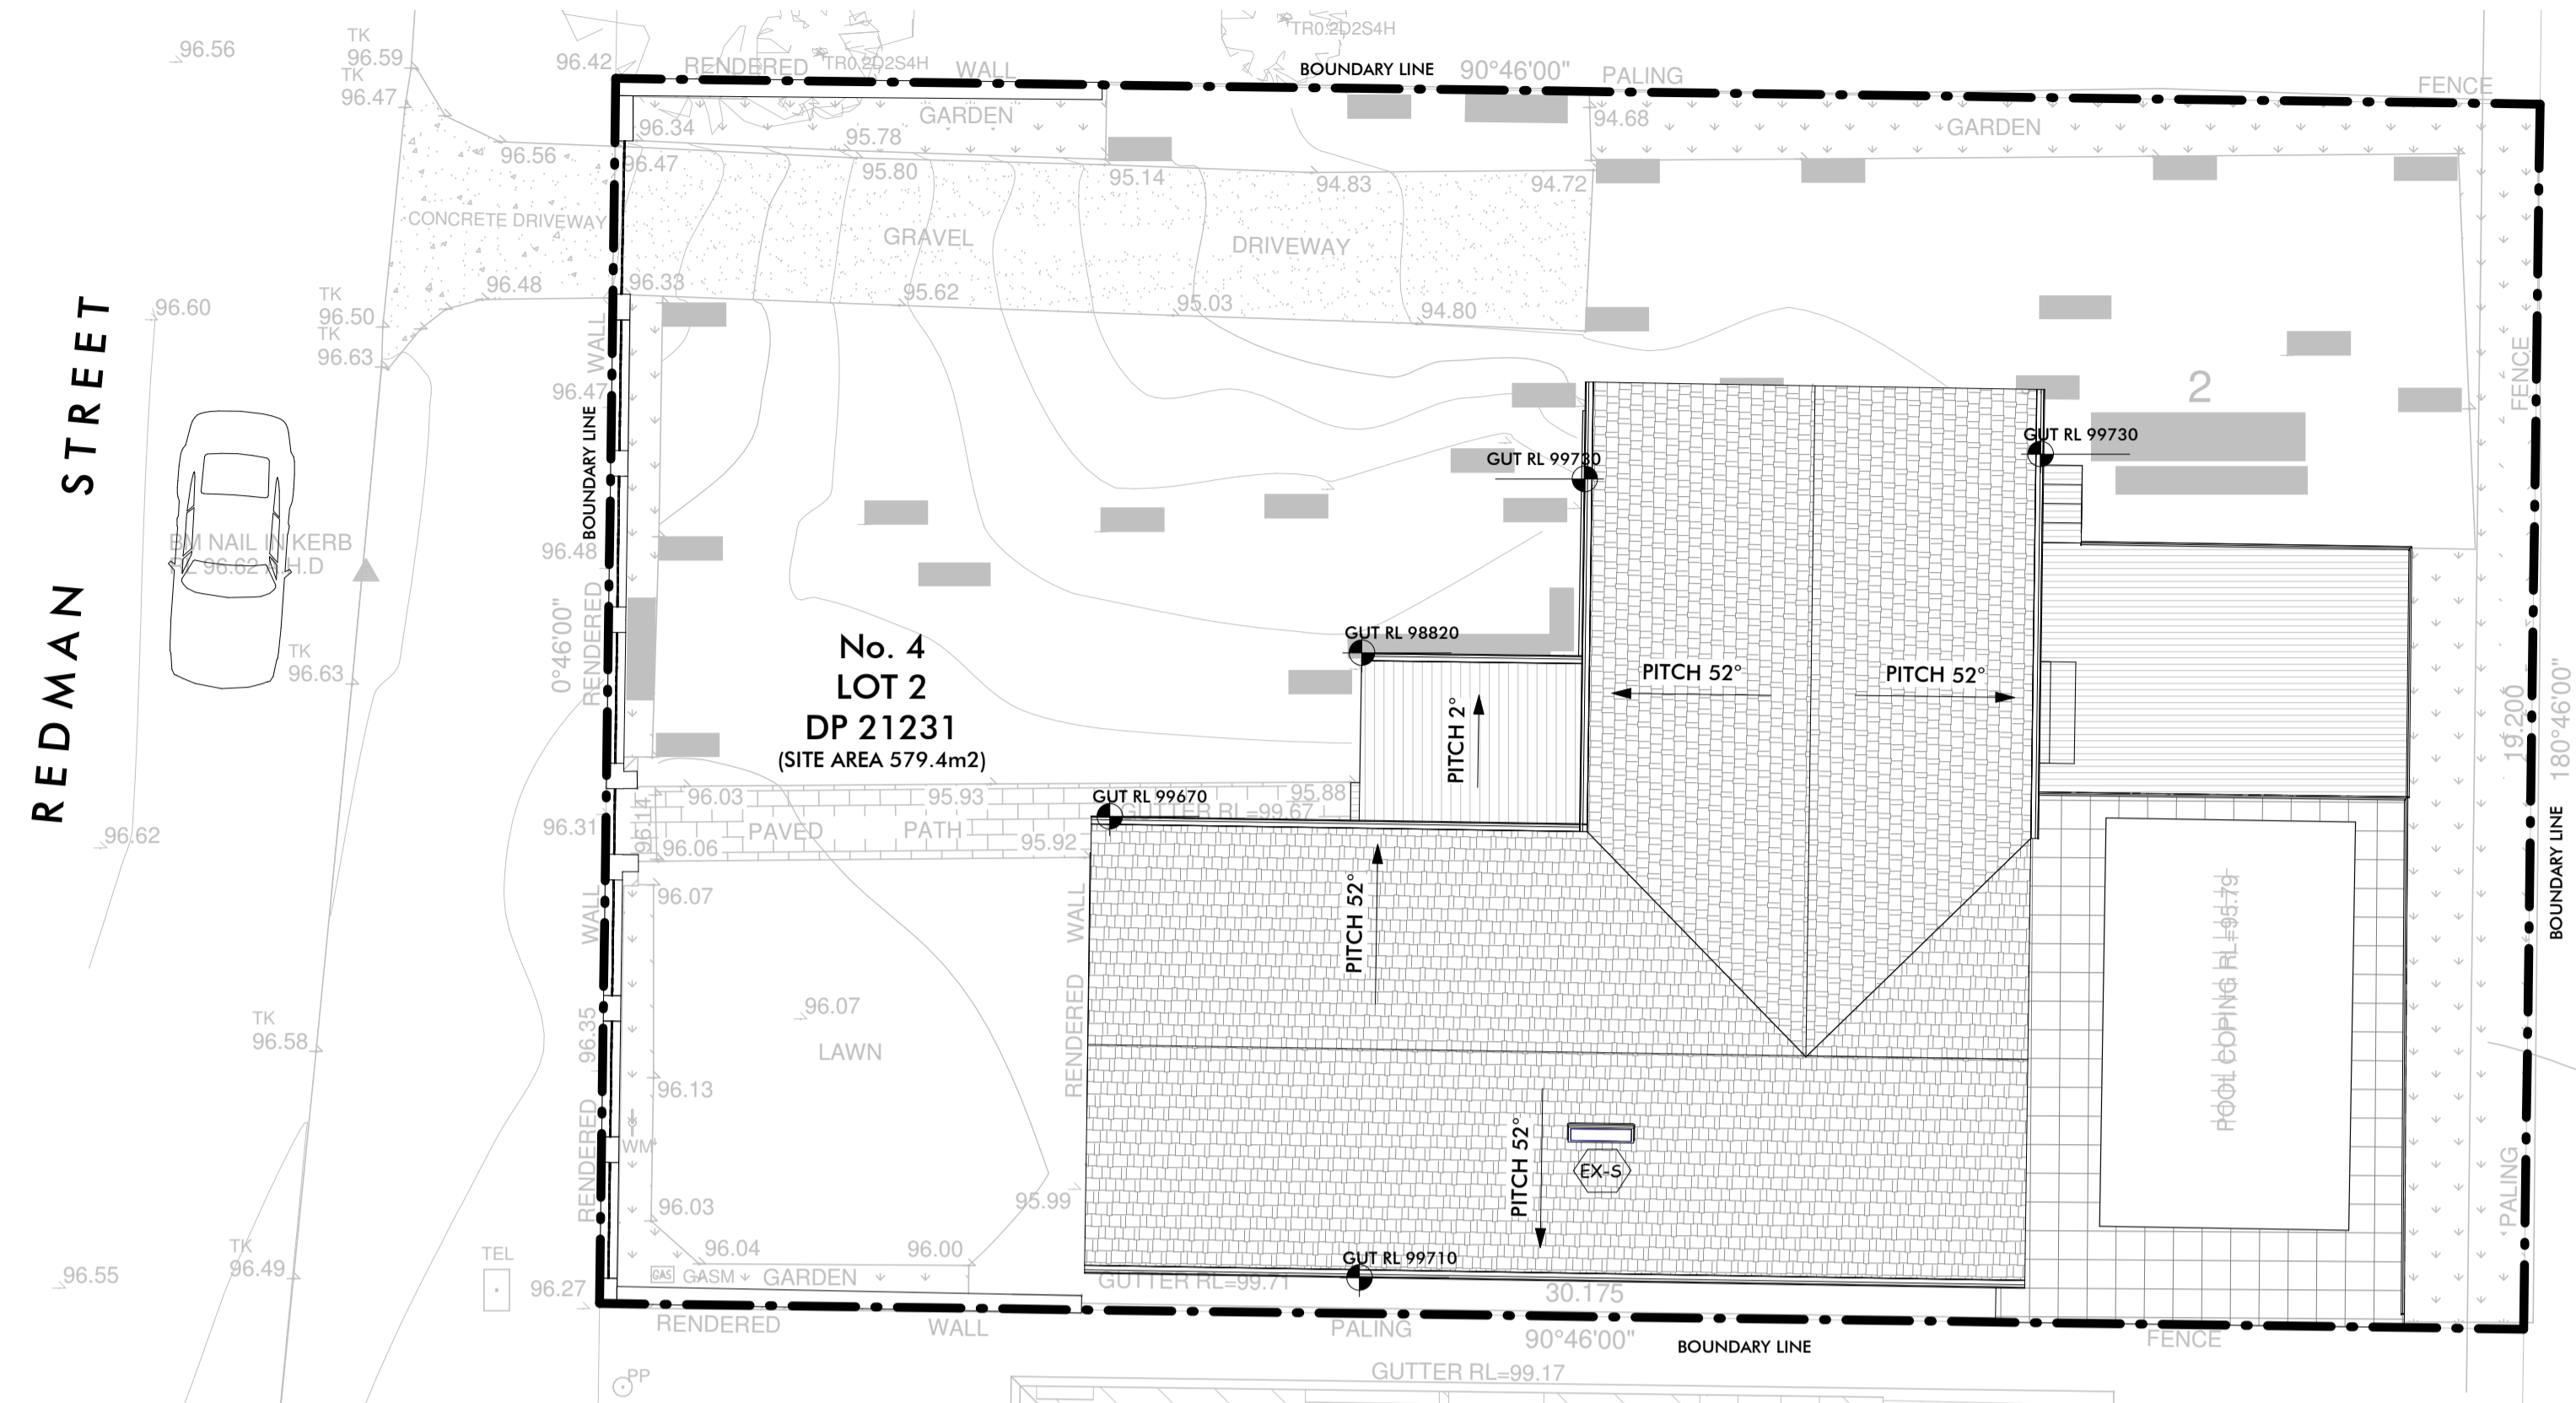 TK
96.56
96.59
TK
96.47
96.42
RENDERED
TR0.2D2S4H
WALL
BOUNDARY LINE
90°46'00"
PALING
TR0.2D2S4H
FENCE
96.34
GARDEN
95.78
94.68
GARDEN
96.56
96.47
95.80
95.14
94.83
94.72
CONCRETE DRIVEWAY
GRAVEL
DRIVEWAY
96.48
96.33
95.62
95.03
94.80
TK
96.50
TK
96.63
96.60
REDMAN STREET
WALL
96.47
BOUNDARY LINE
2
FENCE
GUT RL 99730
GUT RL 99730
BM NAIL IN KERB
96.62
H.D
96.48
0°46'00"
RENDERED
TK
96.63
No. 4
LOT 2
DP 21231
(SITE AREA 579.4m2)
GUT RL 98820
PITCH 2°
PITCH 52°
PITCH 52°
19.200
180°46'00"
BOUNDARY LINE
96.62
96.31
96.14
96.03
95.93
95.88
GUT RL 99670
GUTTER RL=99.67
PAVED
PATH
96.06
95.92
96.07
WALL
RENDERED
WALL
PITCH 52°
POOL COPING RL=95.79
96.07
LAWN
TK
96.58
96.35
96.13
WM
RENDERED
PITCH 52°
EX-S
PALING
96.03
95.99
96.04
96.00
TK
96.49
96.55
TEL
96.27
GAS
GASM
GARDEN
GUT RL 99710
GUTTER RL=99.71
30.175
RENDERED
WALL
PALING
90°46'00"
BOUNDARY LINE
FENCE
GUTTER RL=99.17
PP